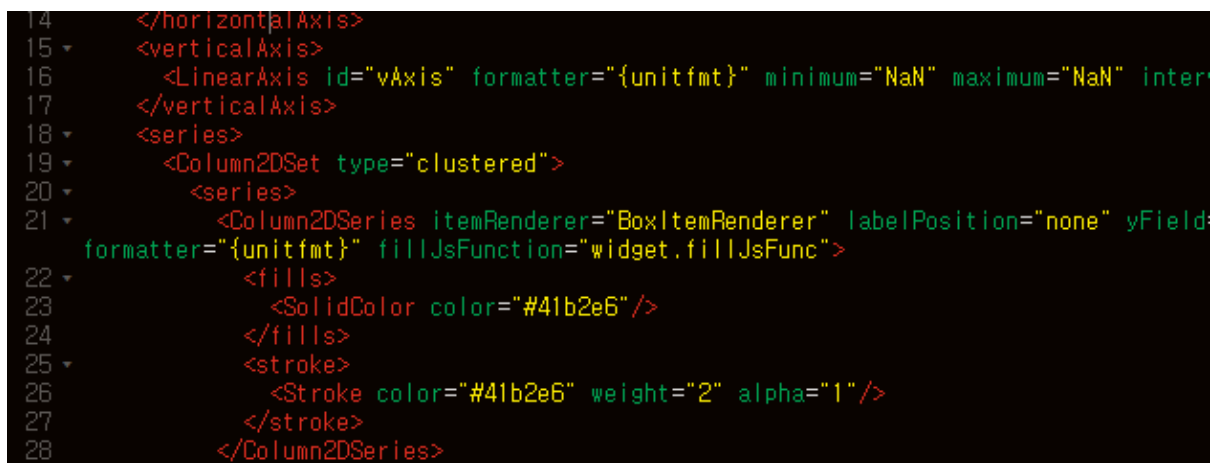 14 </horizontalAxis>
15 <verticalAxis>
16 <LinearAxis id="vAxis" formatter="{unitfmt}" minimum="NaN" maximum="NaN" inter
17 </verticalAxis>
18 <series>
19 <Column2DSet type="clustered">
20 <series>
21 <Column2DSeries itemRenderer="BoxItemRenderer" labelPosition="none" yField=
formatter="{unitfmt}" fillJsFunction="widget.fillJsFunc">
22 <fills>
23 <SolidColor color="#41b2e6"/>
24 </fills>
25 <stroke>
26 <Stroke color="#41b2e6" weight="2" alpha="1"/>
27 </stroke>
28 </Column2DSeries>